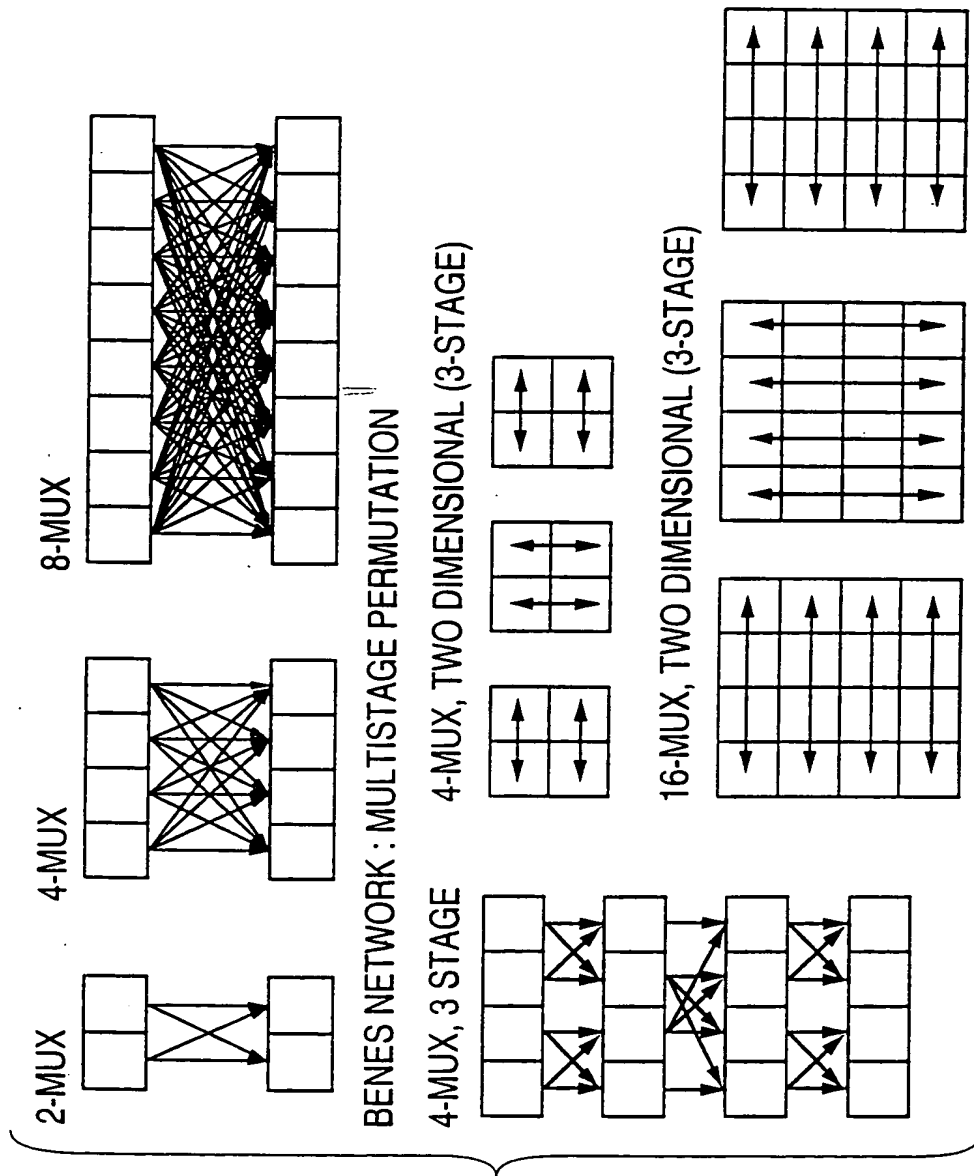 2-MUX
4-MUX
8-MUX
BENES NETWORK : MULTISTAGE PERMUTATION
4-MUX, 3 STAGE
4-MUX, TWO DIMENSIONAL (3-STAGE)
16-MUX, TWO DIMENSIONAL (3-STAGE)